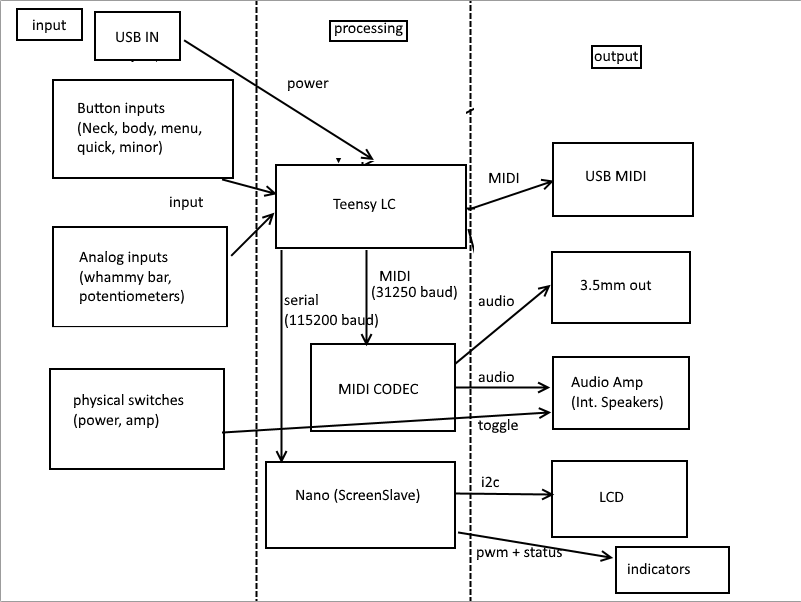 input
USB IN
processing
output
power
Button inputs
(Neck, body, menu,
quick, minor)
input
Teensy LC
MIDI
USB MIDI
Analog inputs
(whammy bar,
potentiometers)
serial
(115200 baud)
MIDI
(31250 baud)
audio
3.5mm out
MIDI CODEC
audio
Audio Amp
(Int. Speakers)
physical switches
(power, amp)
toggle
Nano (ScreenSlave)
i2c
LCD
pwm + status
indicators